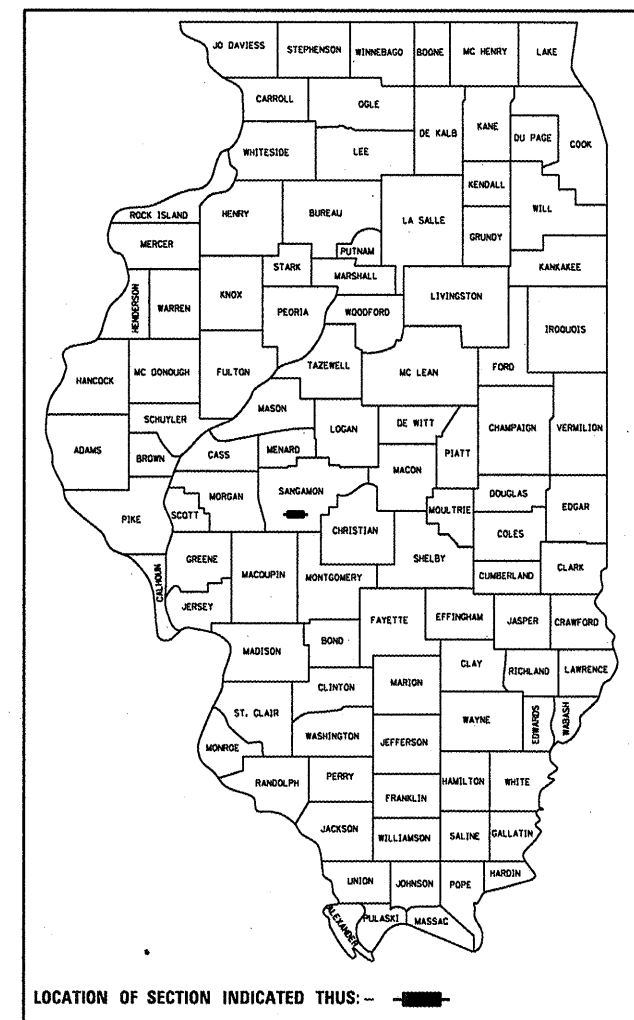 JO DAVIESS
STEPHENSON
WINNEBAGO
BOONE
MC HENRY
LAKE
CARROLL
OGLE
DE KALB
KANE
DU PAGE
COOK
WHITESIDE
LEE
KENDALL
WILL
ROCK ISLAND
HENRY
BUREAU
LA SALLE
GRUNDY
MERCER
PUTNAM
STARK
MARSHALL
KANKAKEE
HENDERSON
WARREN
KNOX
PEORIA
WOODFORD
LIVINGSTON
IROQUOIS
HANCOCK
MC DONOUGH
FULTON
TAZEWELL
MC LEAN
FORD
SCHUYLER
MASON
LOGAN
DE WITT
CHAMPAIGN
VERMILION
ADAMS
BROWN
CASS
MENARD
PIATT
MACON
SANGAMON
MORGAN
SCOTT
PIKE
CHRISTIAN
MOULTRIE
DOUGLAS
EDGAR
COLES
SHELBY
GREENE
MACOUPIN
MONTGOMERY
CUMBERLAND
CLARK
CALHOUN
JERSEY
FAYETTE
EFFINGHAM
JASPER
CRAWFORD
MADISON
BOND
CLAY
RICHLAND
LAWRENCE
CLINTON
MARION
ST. CLAIR
WAYNE
EDWARDS
WABASH
WASHINGTON
JEFFERSON
MONROE
RANDOLPH
PERRY
HAMILTON
WHITE
FRANKLIN
JACKSON
WILLIAMSON
SALINE
GALLATIN
UNION
JOHNSON
POPE
HARDIN
ALEXANDER
PULASKI
MASSAC
LOCATION OF SECTION INDICATED THUS: -